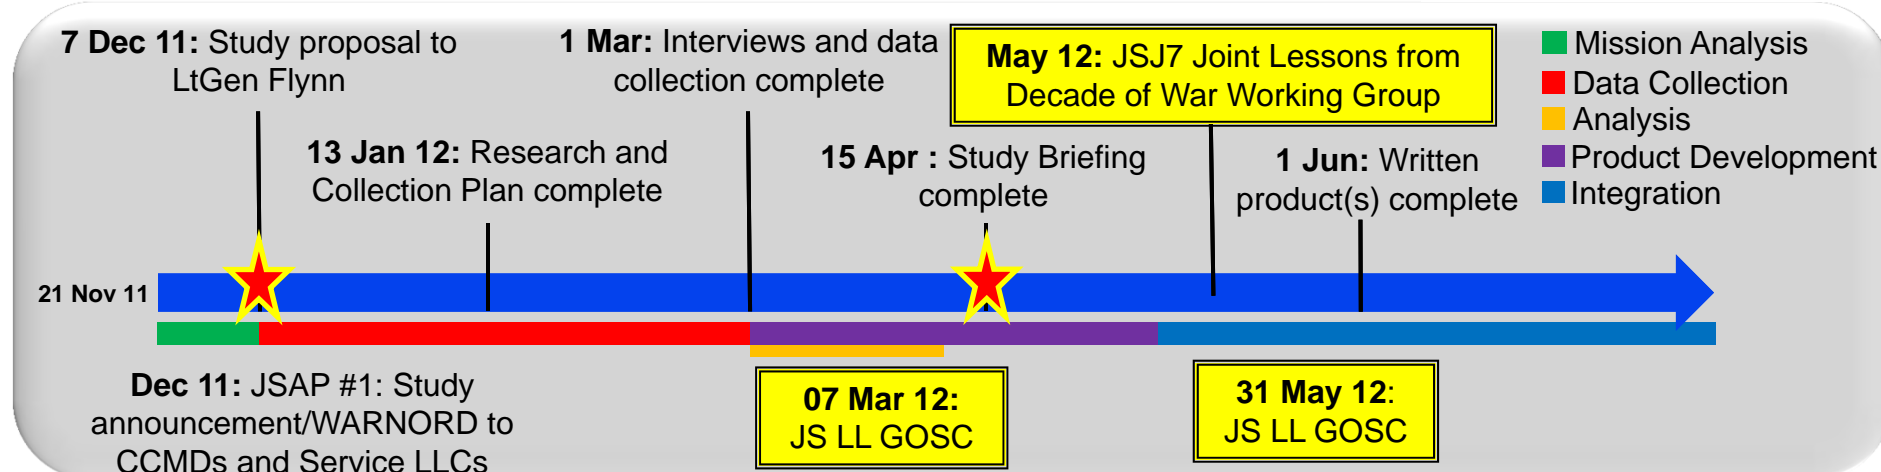 7 Dec 11: Study proposal to
LtGen Flynn
1 Mar: Interviews and data
collection complete
May 12: JSJ7 Joint Lessons from
Decade of War Working Group
Mission Analysis
Data Collection
Analysis
Product Development
Integration
13 Jan 12: Research and
Collection Plan complete
15 Apr : Study Briefing
complete
1 Jun: Written
product(s) complete
21 Nov 11
Dec 11: JSAP #1: Study
announcement/WARNORD to
CCMDs and Service LLCs
07 Mar 12:
JS LL GOSC
31 May 12:
JS LL GOSC